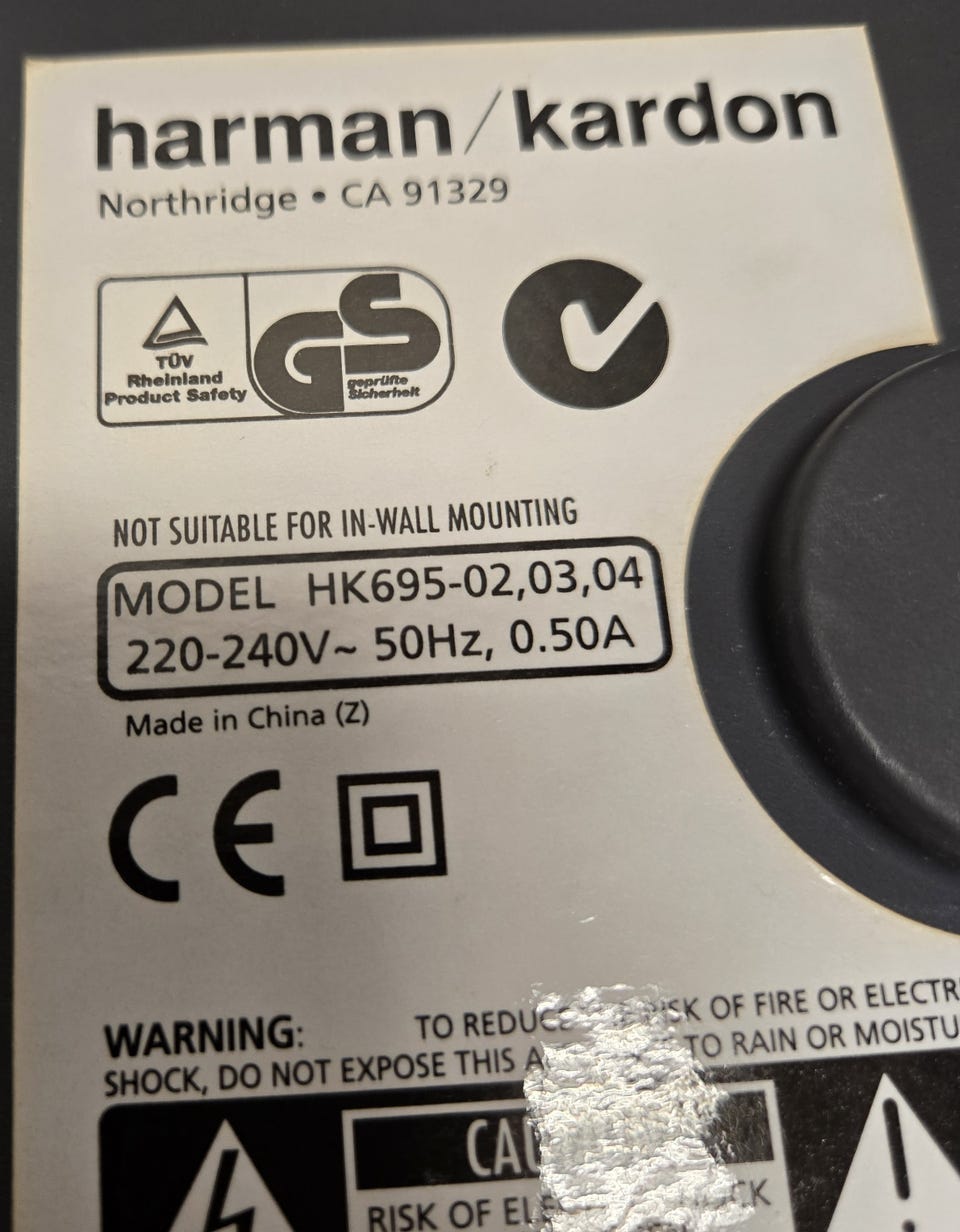 harman/kardon
Northridge • CA 91329
TÜV
Rheinland
Product Safety
GS
geprüfte
Sicherheit
NOT SUITABLE FOR IN-WALL MOUNTING
MODEL HK695-02,03,04
220-240V~ 50Hz, 0.50A
Made in China (Z)
CE
WARNING: TO REDUCE RISK OF FIRE OR ELECTR
SHOCK, DO NOT EXPOSE THIS TO RAIN OR MOISTU
RISK OF